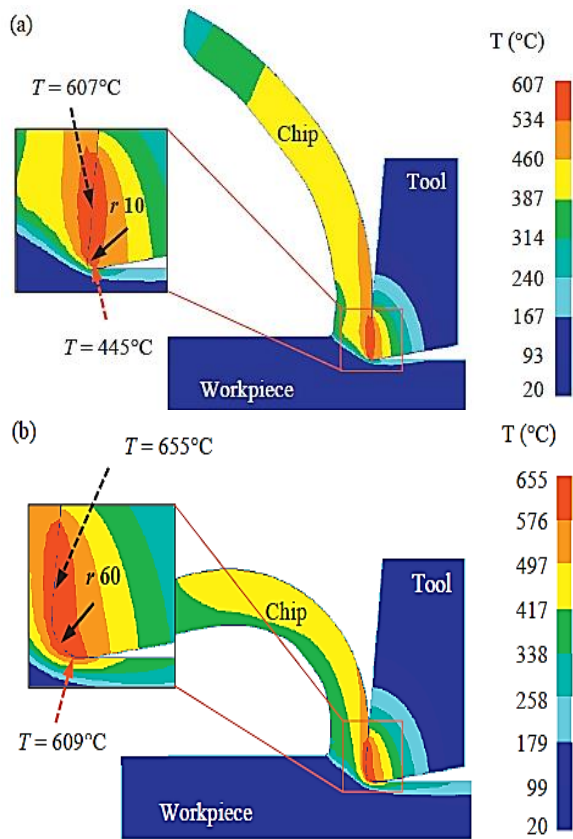 (a)
T (°C)
T = 607°C
607
534
460
387
314
240
167
93
20
Chip
Tool
r 10
T = 445°C
Workpiece
(b)
T (°C)
T = 655°C
655
576
497
417
338
258
179
99
20
Tool
r 60
Chip
T = 609°C
Workpiece